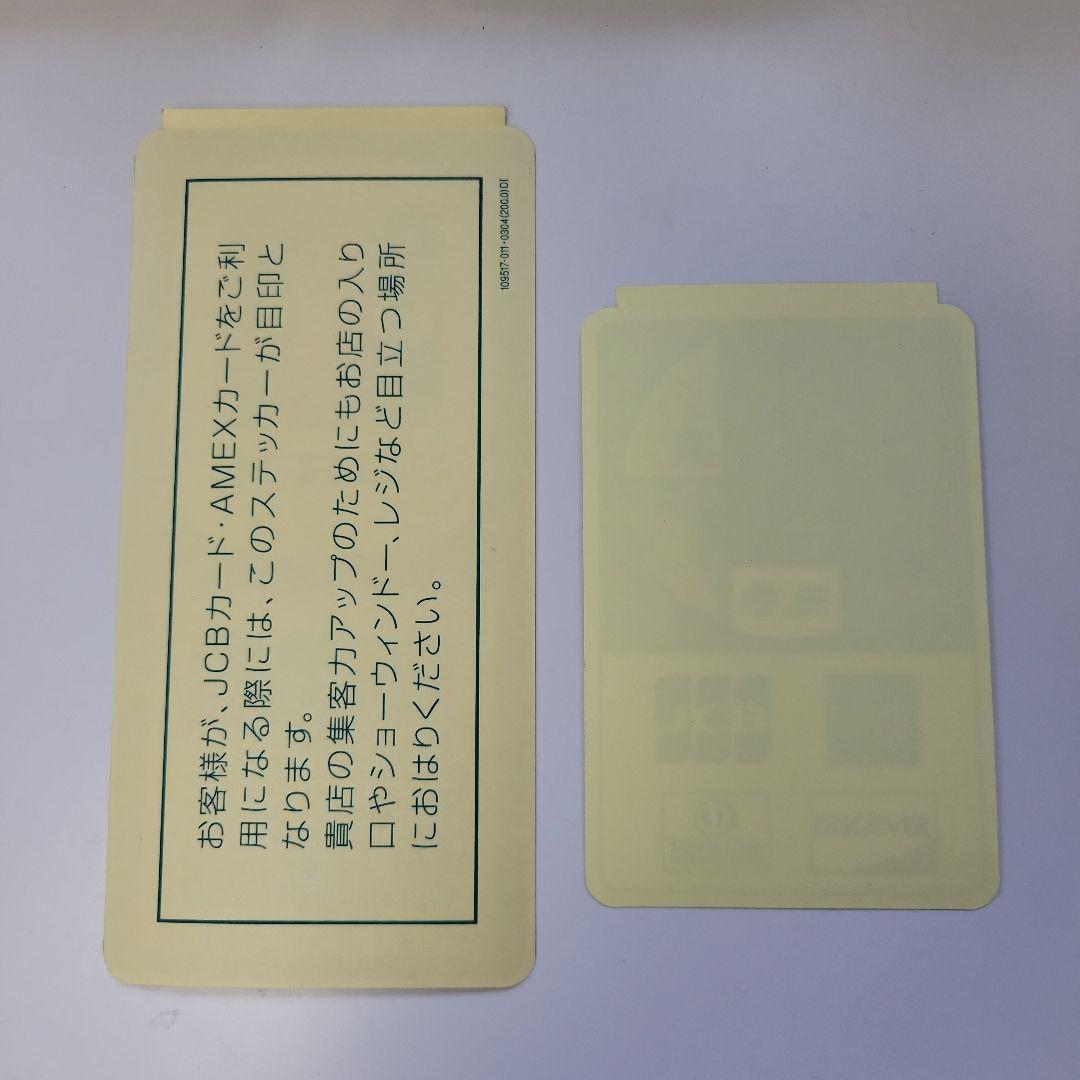 お客様が、JCBカード・AMEXカードをご利
用になる際には、このステッカーが目印と
なります。
貴店の集客力アップのためにもお店の入り
口やショーウィンドー、レジなど目立つ場所
におはりください。
109517-011・0304(200.0)DI